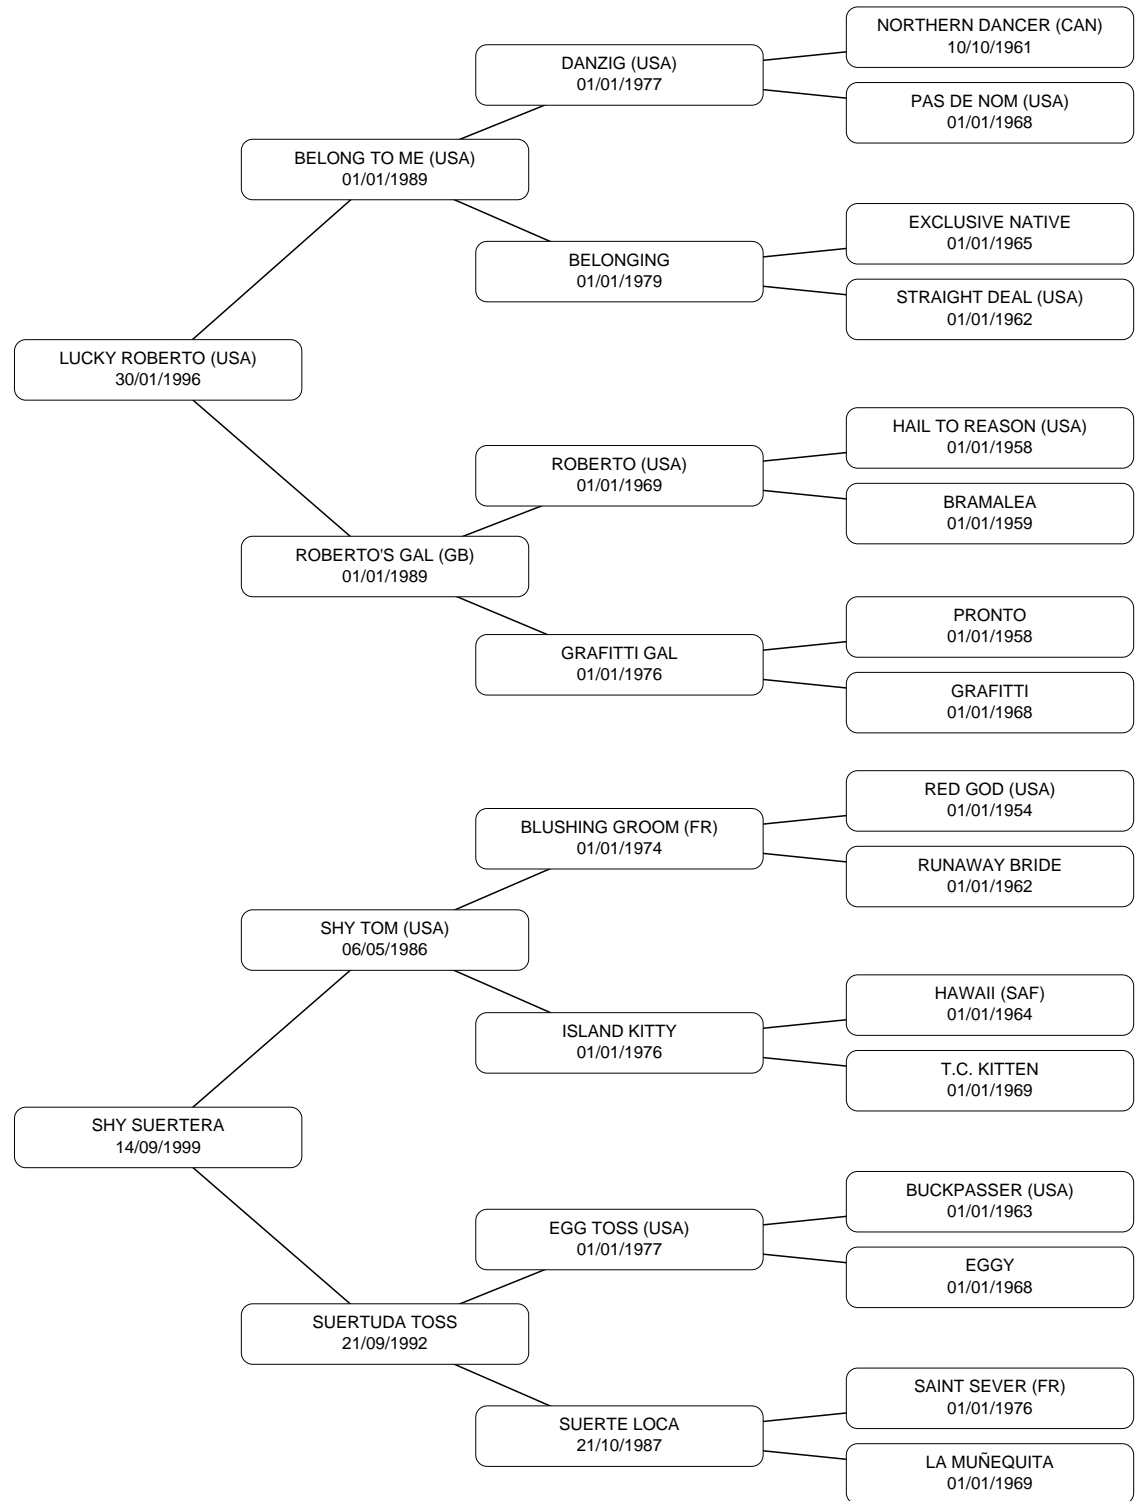 NORTHERN DANCER (CAN)
10/10/1961
DANZIG (USA)
01/01/1977
PAS DE NOM (USA)
01/01/1968
BELONG TO ME (USA)
01/01/1989
EXCLUSIVE NATIVE
01/01/1965
BELONGING
01/01/1979
STRAIGHT DEAL (USA)
01/01/1962
LUCKY ROBERTO (USA)
30/01/1996
HAIL TO REASON (USA)
01/01/1958
ROBERTO (USA)
01/01/1969
BRAMALEA
01/01/1959
ROBERTO'S GAL (GB)
01/01/1989
PRONTO
01/01/1958
GRAFITTI GAL
01/01/1976
GRAFITTI
01/01/1968
RED GOD (USA)
01/01/1954
BLUSHING GROOM (FR)
01/01/1974
RUNAWAY BRIDE
01/01/1962
SHY TOM (USA)
06/05/1986
HAWAII (SAF)
01/01/1964
ISLAND KITTY
01/01/1976
T.C. KITTEN
01/01/1969
SHY SUERTERA
14/09/1999
BUCKPASSER (USA)
01/01/1963
EGG TOSS (USA)
01/01/1977
EGGY
01/01/1968
SUERTUDA TOSS
21/09/1992
SAINT SEVER (FR)
01/01/1976
SUERTE LOCA
21/10/1987
LA MUÑEQUITA
01/01/1969